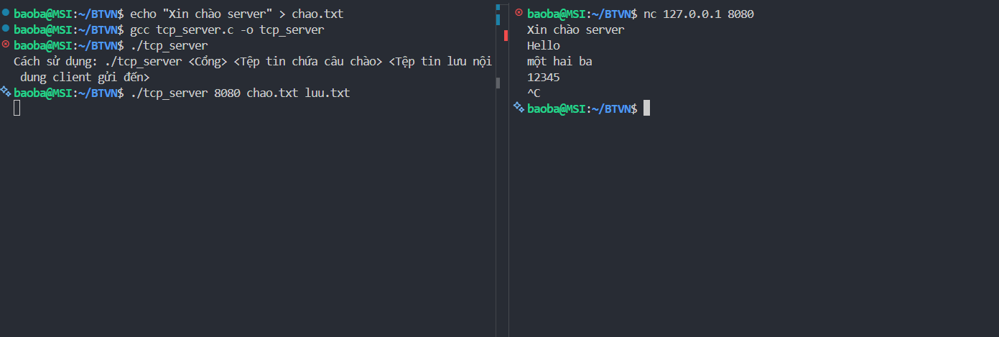 baoba@MSI:~/BTVN$ echo "Xin chào server" > chao.txt
baoba@MSI:~/BTVN$ gcc tcp_server.c -o tcp_server
baoba@MSI:~/BTVN$ ./tcp_server
Cách sử dụng: ./tcp_server <Cổng> <Tệp tin chứa câu chào> <Tệp tin lưu nội
dung client gửi đến>
baoba@MSI:~/BTVN$ ./tcp_server 8080 chao.txt luu.txt
baoba@MSI:~/BTVN$ nc 127.0.0.1 8080
Xin chào server
Hello
một hai ba
12345
^C
baoba@MSI:~/BTVN$